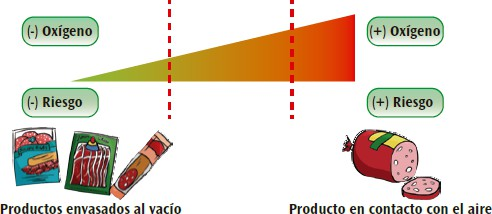 (-) Oxígeno
(+) Oxígeno
(-) Riesgo
(+) Riesgo
Productos envasados al vacío
Producto en contacto con el aire